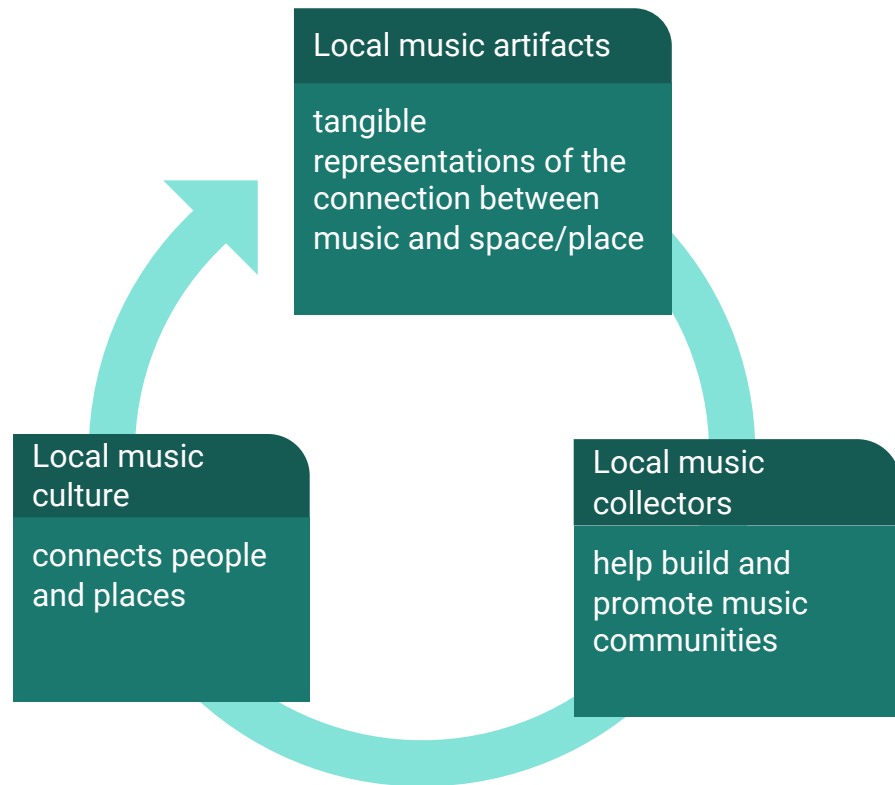 Local music artifacts
tangible
representations of the
connection between
music and space/place
Local music
culture
connects people
and places
Local music
collectors
help build and
promote music
communities